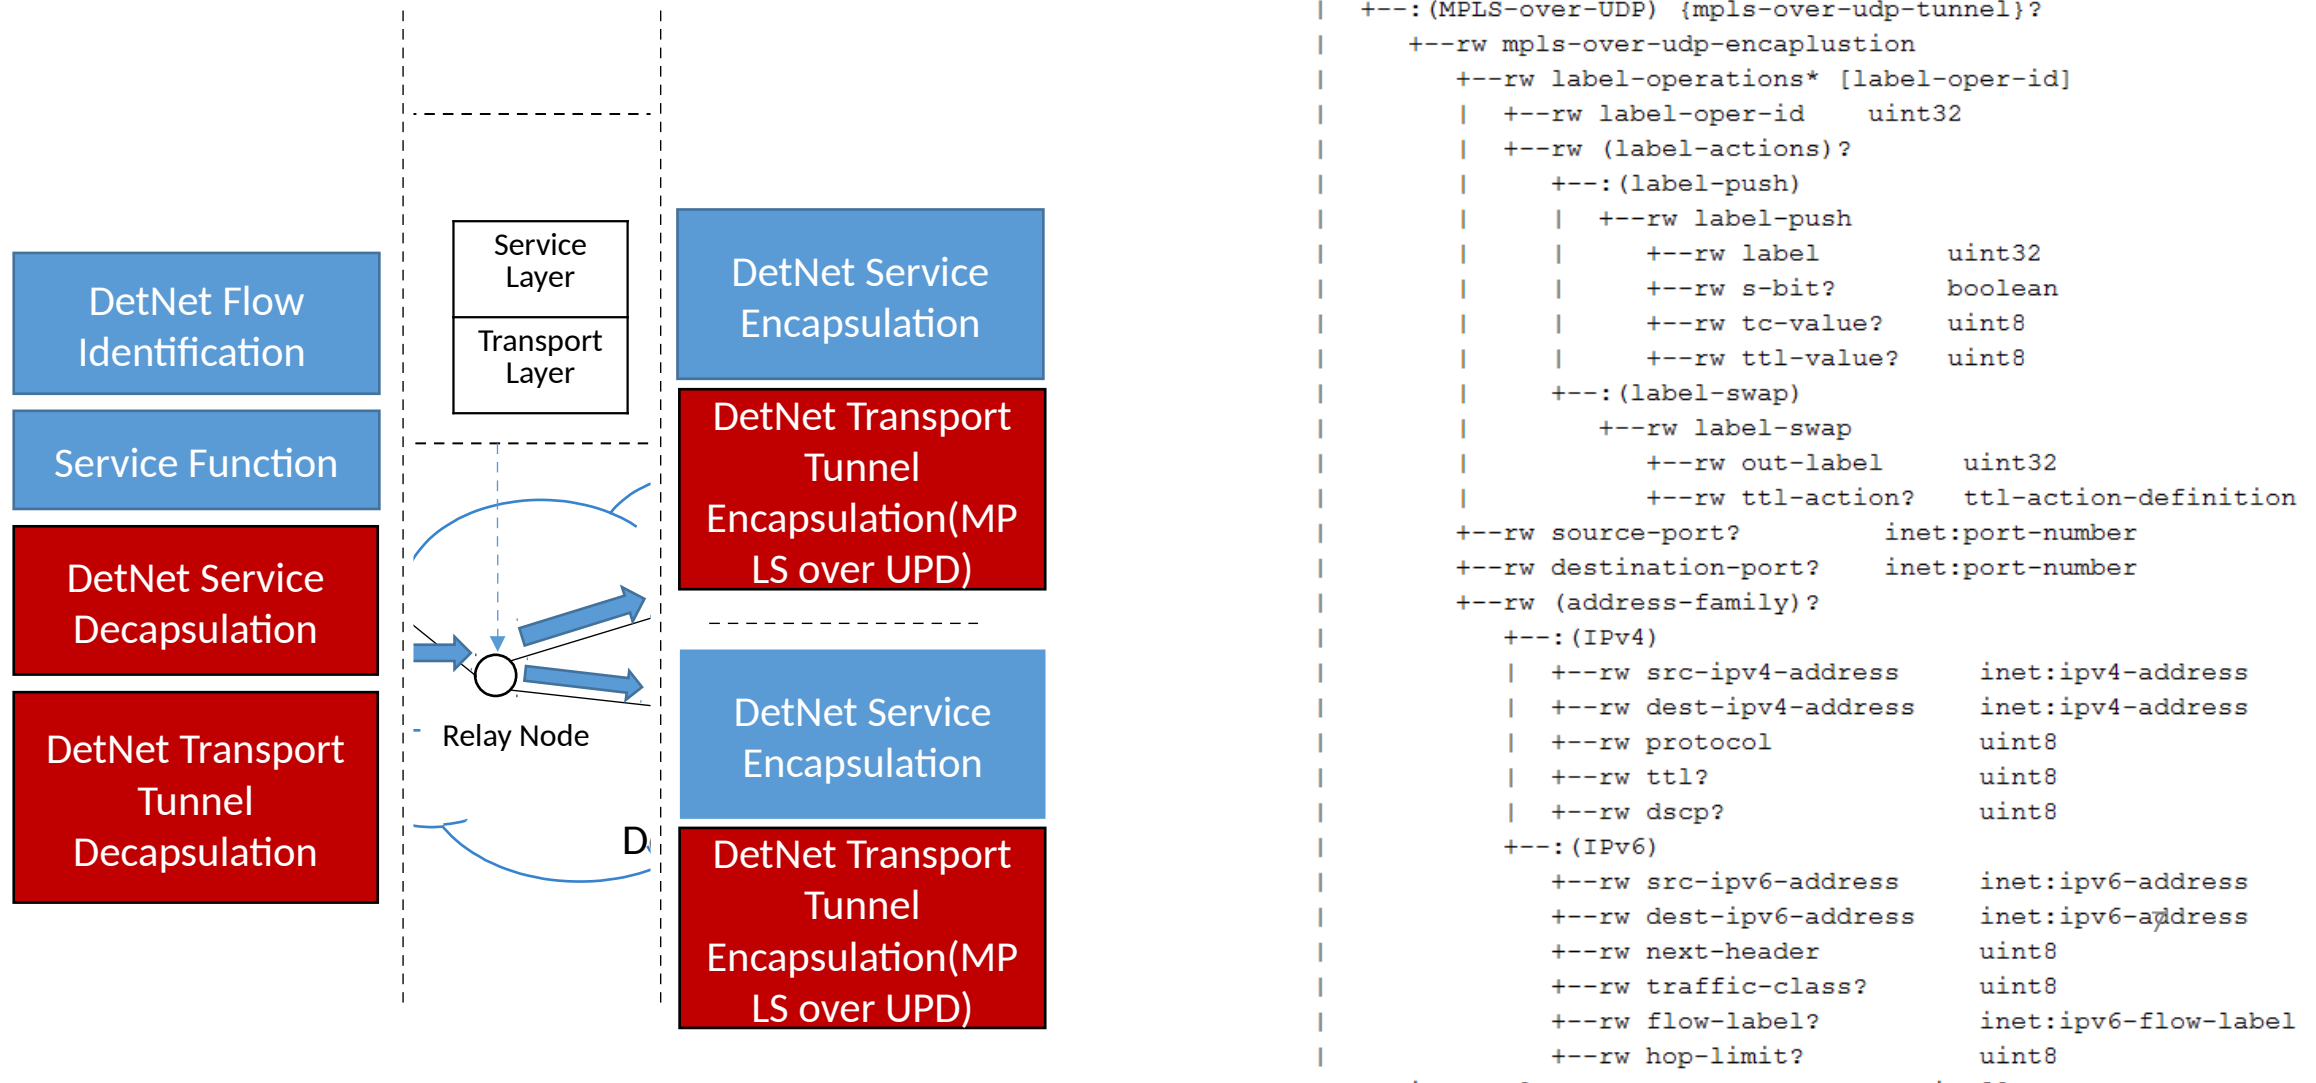 DetNet Flow
Identification
Service Function
DetNet Service
Decapsulation
DetNet Transport
Tunnel
Decapsulation
Service
Layer
Transport
Layer
Relay Node
D
DetNet Service
Encapsulation
DetNet Transport
Tunnel
Encapsulation(MP
LS over UPD)
DetNet Service
Encapsulation
DetNet Transport
Tunnel
Encapsulation(MP
LS over UPD)
|  +--:(MPLS-over-UDP) {mpls-over-udp-tunnel}?
|     +--rw mpls-over-udp-encaplustion
|        +--rw label-operations* [label-oper-id]
|        |  +--rw label-oper-id    uint32
|        |  +--rw (label-actions)?
|        |     +--:(label-push)
|        |     |  +--rw label-push
|        |     |     +--rw label        uint32
|        |     |     +--rw s-bit?       boolean
|        |     |     +--rw tc-value?    uint8
|        |     |     +--rw ttl-value?   uint8
|        |     +--:(label-swap)
|        |        +--rw label-swap
|        |           +--rw out-label     uint32
|        |           +--rw ttl-action?   ttl-action-definition
|        +--rw source-port?         inet:port-number
|        +--rw destination-port?    inet:port-number
|        +--rw (address-family)?
|           +--:(IPv4)
|           |  +--rw src-ipv4-address     inet:ipv4-address
|           |  +--rw dest-ipv4-address    inet:ipv4-address
|           |  +--rw protocol             uint8
|           |  +--rw ttl?                 uint8
|           |  +--rw dscp?                uint8
|           +--:(IPv6)
|              +--rw src-ipv6-address     inet:ipv6-address
|              +--rw dest-ipv6-address    inet:ipv6-address
|              +--rw next-header          uint8
|              +--rw traffic-class?       uint8
|              +--rw flow-label?          inet:ipv6-flow-label
|              +--rw hop-limit?           uint8
7